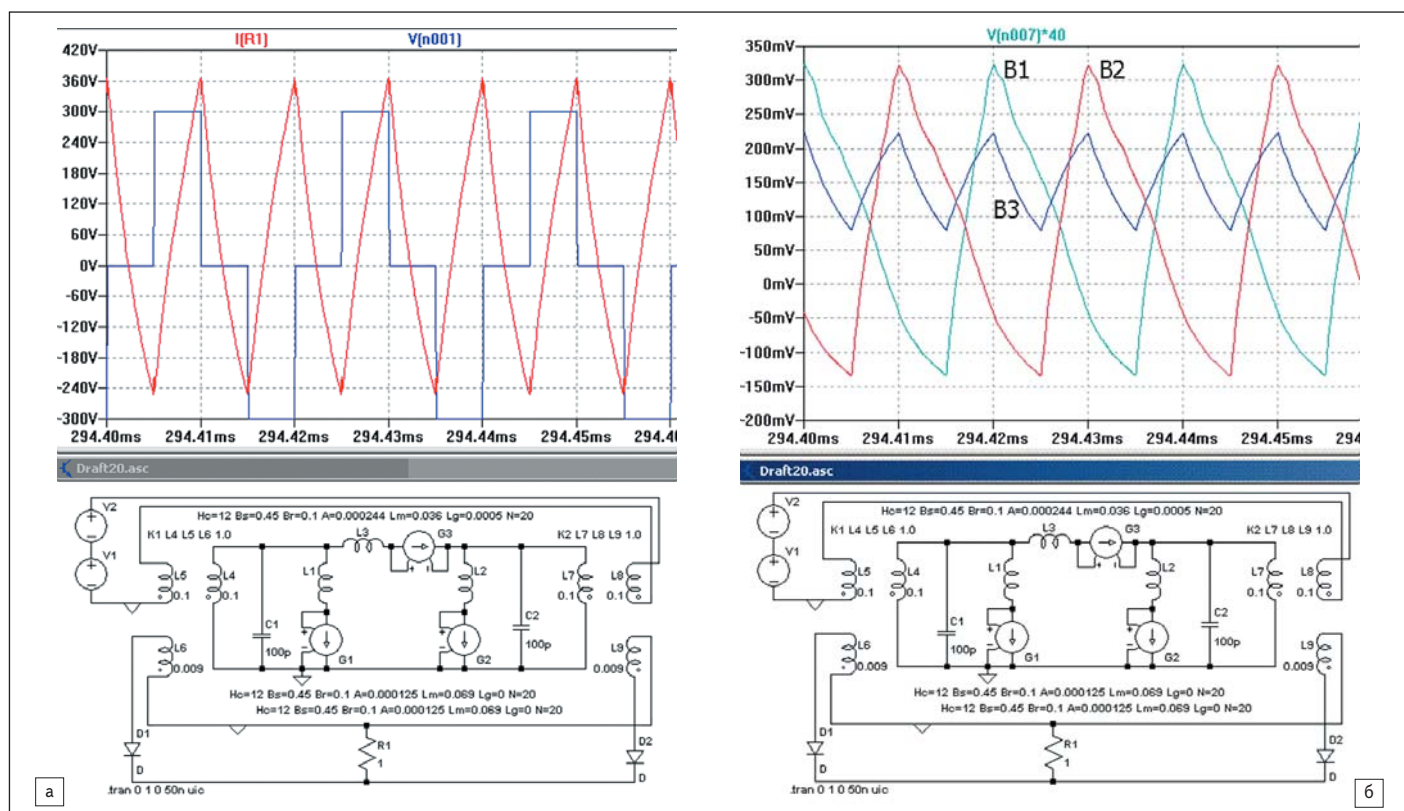 I(R1) V(n001)
420V
360V
300V
240V
180V
120V
60V
0V
-60V
-120V
-180V
-240V
-300V
294.40ms 294.41ms 294.42ms 294.43ms 294.44ms 294.45ms
Draft20.asc
V2
V1
Hc=12 Bs=0.45 Br=0.1 A=0.000244 Lm=0.036 Lg=0.0005 N=20
K1 L4 L5 L6 1.0
L3
G3
K2 L7 L8 L9 1.0
L5
0.1
L4
0.1
L1
L2
L7
0.1
L8
0.1
C1
100p
C2
100p
G1
G2
L6
0.009
L9
0.009
Hc=12 Bs=0.45 Br=0.1 A=0.000125 Lm=0.069 Lg=0 N=20
Hc=12 Bs=0.45 Br=0.1 A=0.000125 Lm=0.069 Lg=0 N=20
D1
D
R1
1
D2
D
.tran 0 1 0 50n uic
а
V(n007)*40
350mV
300mV
250mV
200mV
150mV
100mV
50mV
0mV
-50mV
-100mV
-150mV
-200mV
B1
B2
B3
294.40ms 294.41ms 294.42ms 294.43ms 294.44ms 294.45ms
Draft20.asc
V2
V1
Hc=12 Bs=0.45 Br=0.1 A=0.000244 Lm=0.036 Lg=0.0005 N=20
K1 L4 L5 L6 1.0
L3
G3
K2 L7 L8 L9 1.0
L5
0.1
L4
0.1
L1
L2
L7
0.1
L8
0.1
C1
100p
C2
100p
G1
G2
L6
0.009
L9
0.009
Hc=12 Bs=0.45 Br=0.1 A=0.000125 Lm=0.069 Lg=0 N=20
Hc=12 Bs=0.45 Br=0.1 A=0.000125 Lm=0.069 Lg=0 N=20
D1
D
R1
1
D2
D
.tran 0 1 0 50n uic
б